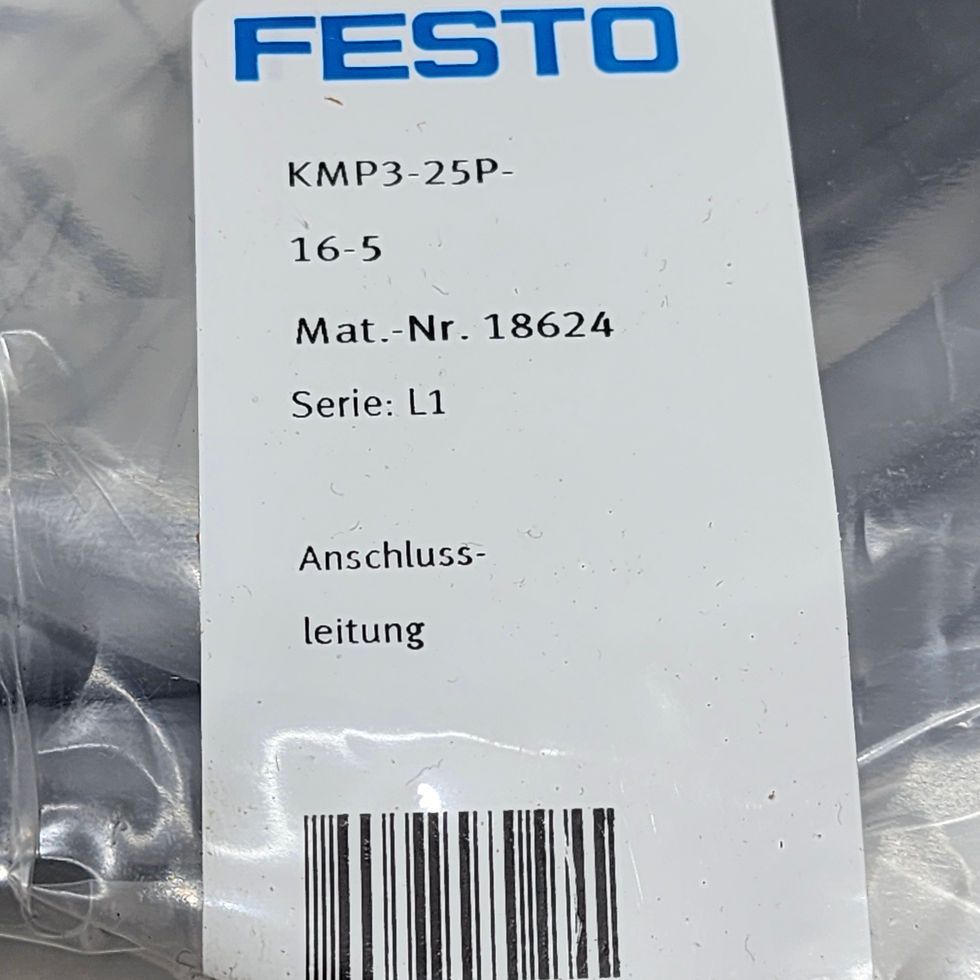 FESTO
KMP3-25P-
16-5
Mat.-Nr. 18624
Serie: L1
Anschluss-
leitung